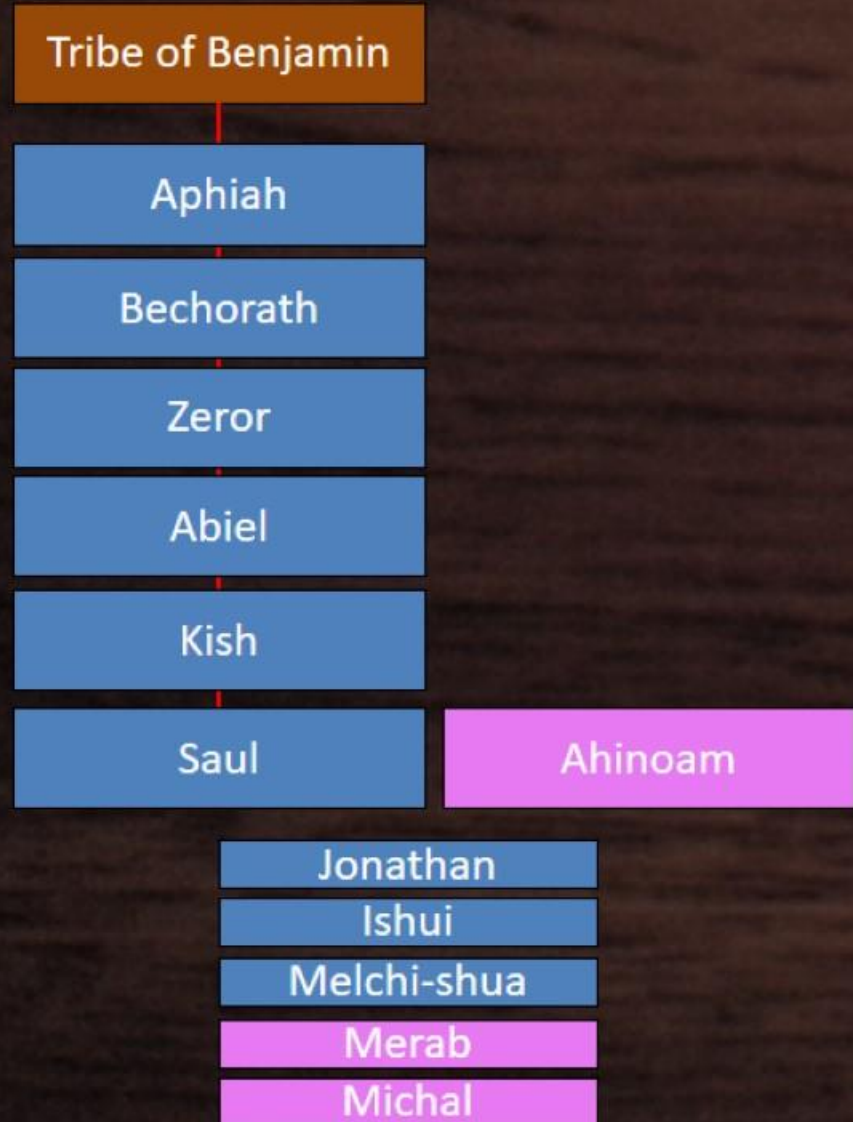 Tribe of Benjamin
Aphiah
Bechorath
Zeror
Abiel
Kish
Saul
Ahinoam
Jonathan
Ishui
Melchi-shua
Merab
Michal